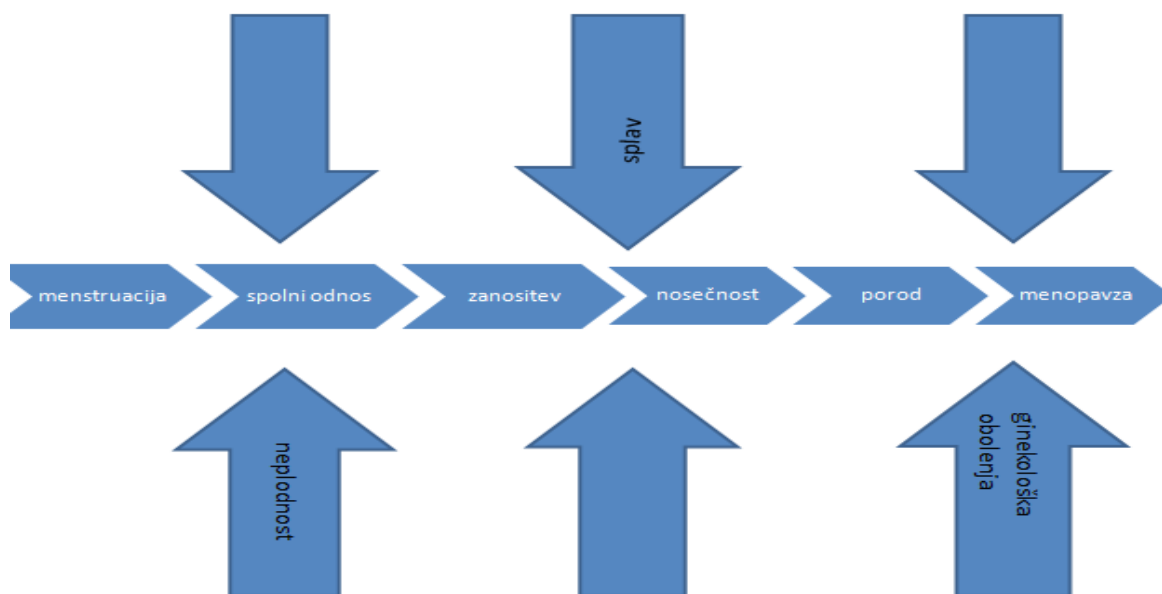 splav
menstruacija
spolni odnos
zanositev
nosečnost
porod
menopavza
neplodnost
ginekološka
obolenja